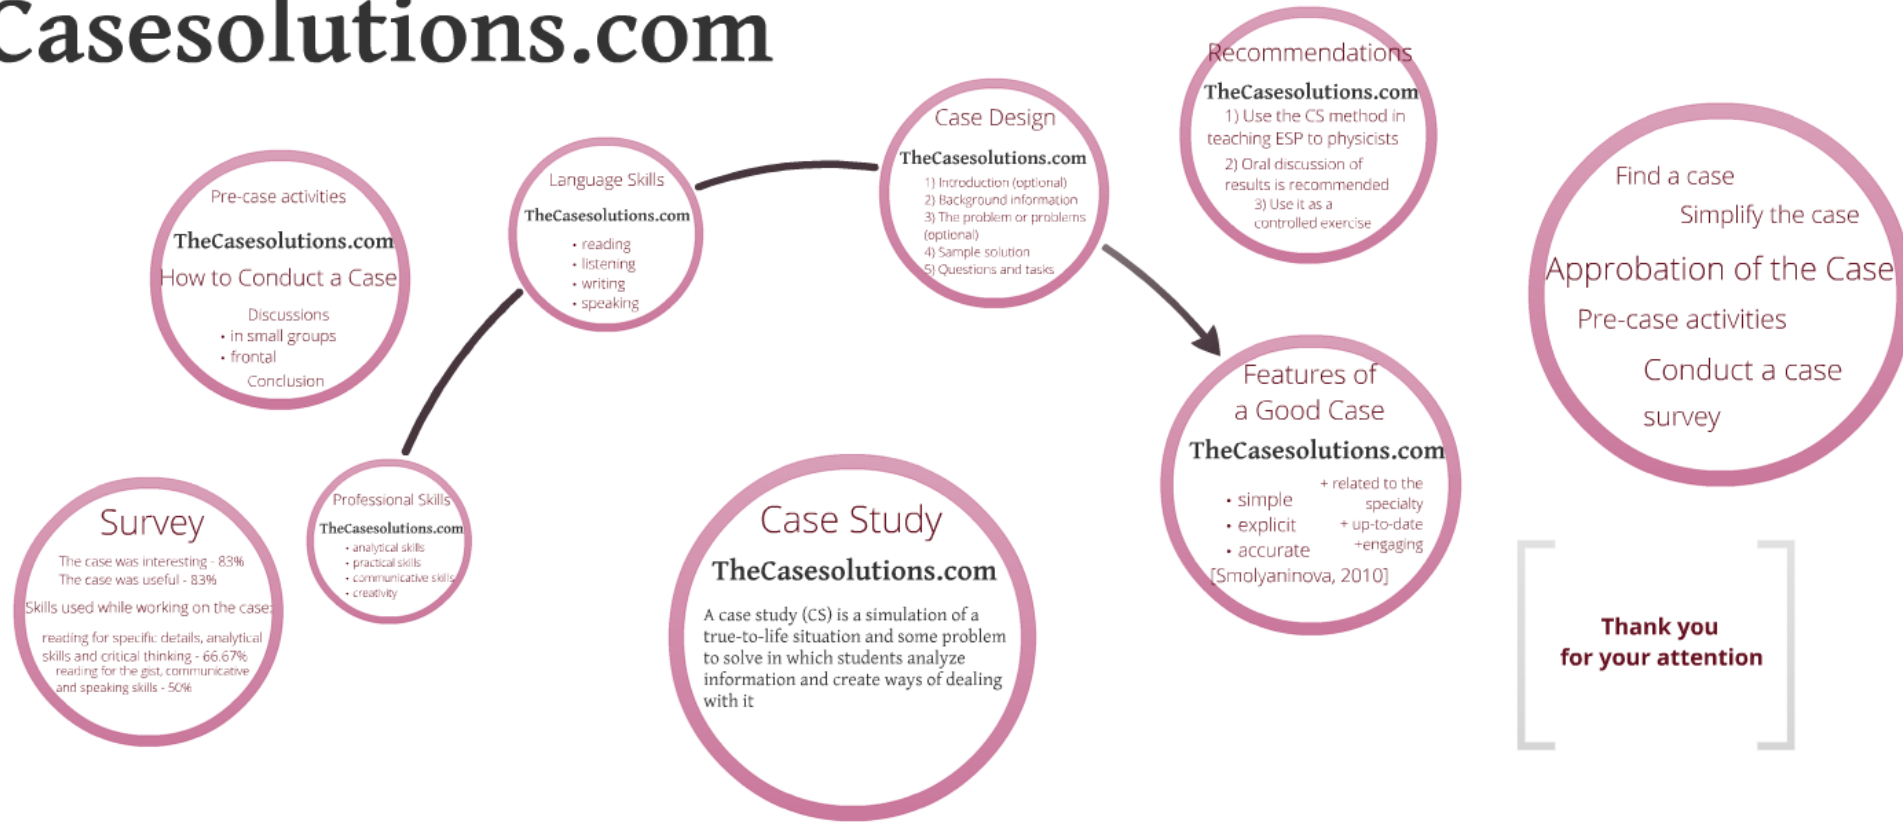 Casesolutions.com
Pre-case activities
TheCasesolutions.com
How to Conduct a Case
Discussions
• in small groups
• frontal
Conclusion
Language Skills
TheCasesolutions.com
• reading
• listening
• writing
• speaking
Case Design
TheCasesolutions.com
1) Introduction (optional)
2) Background information
3) The problem or problems
(optional)
4) Sample solution
5) Questions and tasks
Recommendations
TheCasesolutions.com
1) Use the CS method in
teaching ESP to physicists
2) Oral discussion of
results is recommended
3) Use it as a
controlled exercise
Find a case
Simplify the case
Approbation of the Case
Pre-case activities
Conduct a case
survey
Survey
The case was interesting - 83%
The case was useful - 83%
Skills used while working on the case:
reading for specific details, analytical
skills and critical thinking - 66.67%
reading for the gist, communicative
and speaking skills - 50%
Professional Skills
TheCasesolutions.com
• analytical skills
• practical skills
• communicative skills
• creativity
Case Study
TheCasesolutions.com
A case study (CS) is a simulation of a
true-to-life situation and some problem
to solve in which students analyze
information and create ways of dealing
with it
Features of
a Good Case
TheCasesolutions.com
• simple
• explicit
• accurate
+ related to the
specialty
+ up-to-date
+engaging
[Smolyaninova, 2010]
Thank you
for your attention